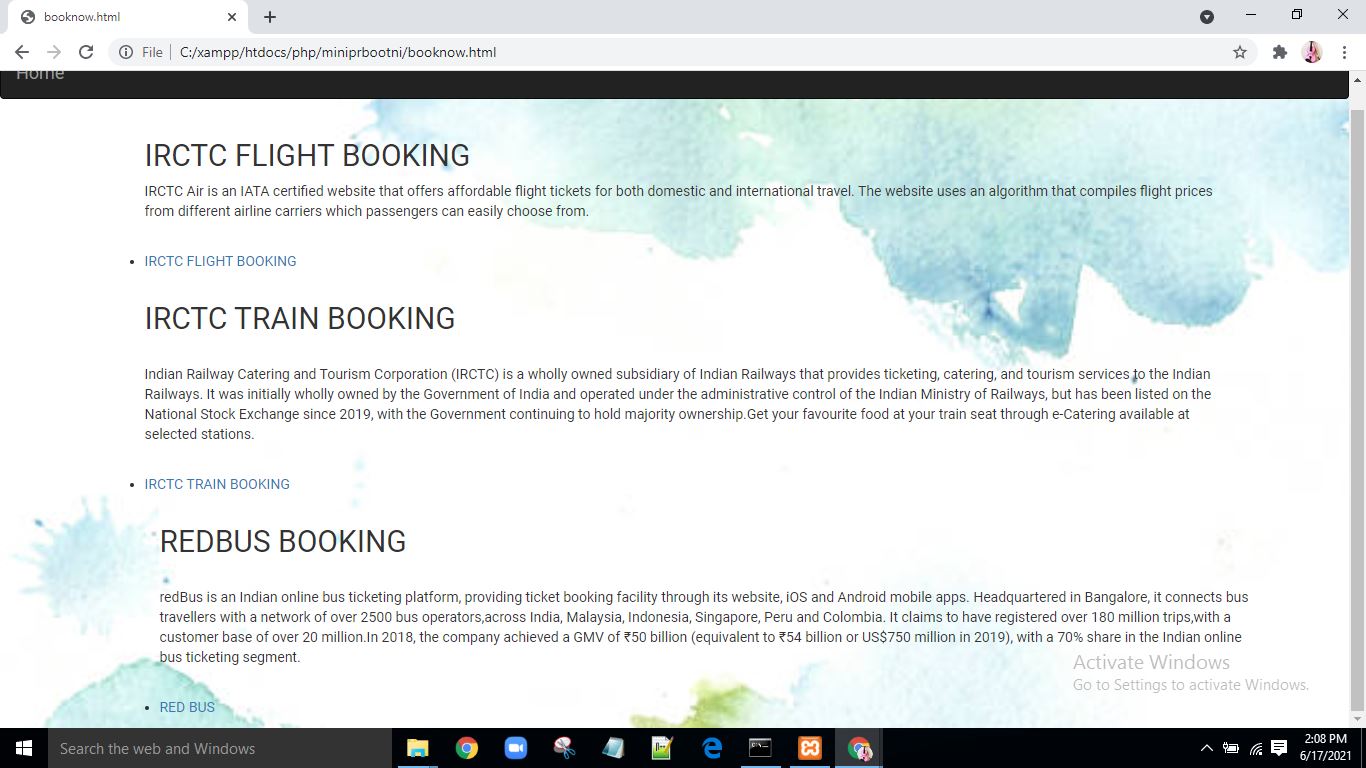 booknow.html
File
C:/xampp/htdocs/php/miniprbootni/booknow.html
Home
IRCTC FLIGHT BOOKING
IRCTC Air is an IATA certified website that offers affordable flight tickets for both domestic and international travel. The website uses an algorithm that compiles flight prices
from different airline carriers which passengers can easily choose from.
• IRCTC FLIGHT BOOKING
IRCTC TRAIN BOOKING
Indian Railway Catering and Tourism Corporation (IRCTC) is a wholly owned subsidiary of Indian Railways that provides ticketing, catering, and tourism services to the Indian
Railways. It was initially wholly owned by the Government of India and operated under the administrative control of the Indian Ministry of Railways, but has been listed on the
National Stock Exchange since 2019, with the Government continuing to hold majority ownership.Get your favourite food at your train seat through e-Catering available at
selected stations.
• IRCTC TRAIN BOOKING
REDBUS BOOKING
redBus is an Indian online bus ticketing platform, providing ticket booking facility through its website, iOS and Android mobile apps. Headquartered in Bangalore, it connects bus
travellers with a network of over 2500 bus operators,across India, Malaysia, Indonesia, Singapore, Peru and Colombia. It claims to have registered over 180 million trips,with a
customer base of over 20 million.In 2018, the company achieved a GMV of ₹50 billion (equivalent to ₹54 billion or US$750 million in 2019), with a 70% share in the Indian online
bus ticketing segment.
Activate Windows
Go to Settings to activate Windows.
• RED BUS
Search the web and Windows
2:08 PM
6/17/2021